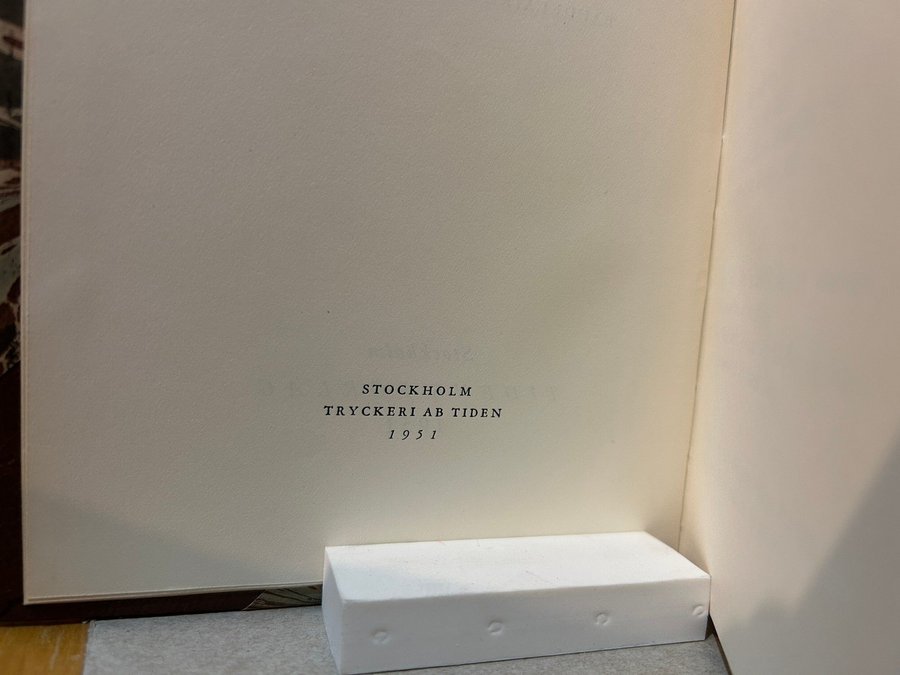 STOCKHOLM
TRYCKERI AB TIDEN
1951